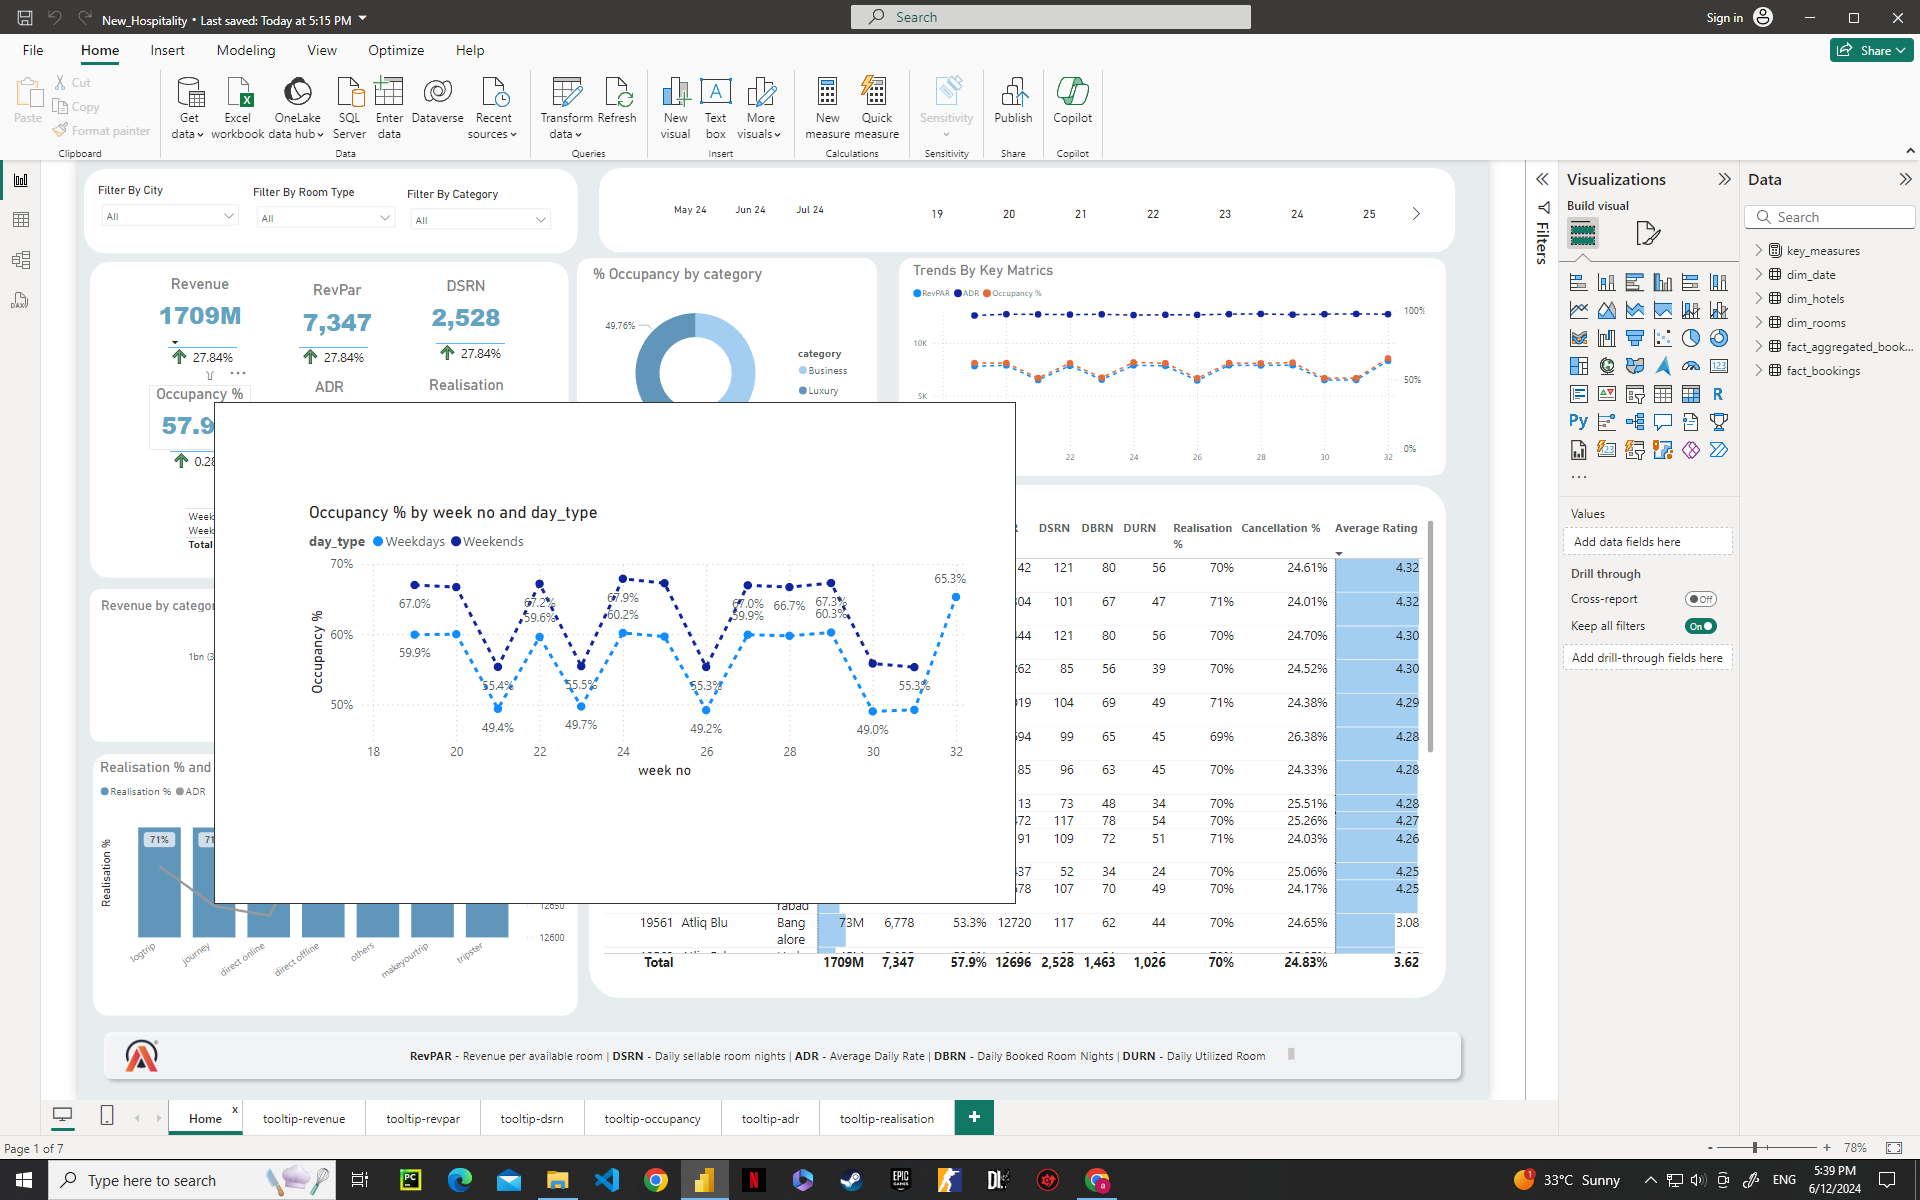 New_Hospitality • Last saved: Today at 5:15 PM
Search
Sign in
File
Home
Insert
Modeling
View
Optimize
Help
Share
Paste
Cut
Copy
Format painter
Clipboard
Get data
Excel workbook
OneLake data hub
SQL Server
Enter data
Dataverse
Recent sources
Data
Transform data
Refresh
Queries
New visual
Text box
More visuals
Insert
New measure
Quick measure
Calculations
Sensitivity
Sensitivity
Publish
Share
Copilot
Copilot
Filter By City
All
Filter By Room Type
All
Filter By Category
All
May 24
Jun 24
Jul 24
19
20
21
22
23
24
25
Revenue
1709M
27.84%
RevPar
7,347
27.84%
DSRN
2,528
27.84%
Occupancy %
57.9
0.28
ADR
Realisation
Week
Week
Total
% Occupancy by category
49.76%
category
Business
Luxury
Trends By Key Matrics
RevPAR ADR Occupancy %
100%
10K
50%
5K
0%
22 24 26 28 30 32
Occupancy % by week no and day_type
day_type Weekdays Weekends
70%
60%
50%
Occupancy %
67.0%
67.2%
67.9%
67.0%
66.7%
67.3%
65.3%
59.9%
59.6%
60.2%
59.9%
60.3%
55.4%
55.5%
55.3%
55.3%
49.4%
49.7%
49.2%
49.0%
18 20 22 24 26 28 30 32
week no
Revenue by categor
1bn (3
Realisation % and
Realisation % ADR
Realisation %
71%
71
12650
12600
logtrip
journey
direct online
direct offline
others
makeyourtrip
tripster
DSRN DBRN DURN Realisation % Cancellation % Average Rating
42 121 80 56 70% 24.61% 4.32
304 101 67 47 71% 24.01% 4.32
444 121 80 56 70% 24.70% 4.30
262 85 56 39 70% 24.52% 4.30
919 104 69 49 71% 24.38% 4.29
594 99 65 45 69% 26.38% 4.28
85 96 63 45 70% 24.33% 4.28
13 73 48 34 70% 25.51% 4.28
472 117 78 54 70% 25.26% 4.27
91 109 72 51 71% 24.03% 4.26
437 52 34 24 70% 25.06% 4.25
578 107 70 49 70% 24.17% 4.25
rabad
19561 Atliq Blu Bang alore 73M 6,778 53.3% 12720 117 62 44 70% 24.65% 3.08
Total 1709M 7,347 57.9% 12696 2,528 1,463 1,026 70% 24.83% 3.62
RevPAR - Revenue per available room | DSRN - Daily sellable room nights | ADR - Average Daily Rate | DBRN - Daily Booked Room Nights | DURN - Daily Utilized Room
Filters
Visualizations
Build visual
R
Py
123
...
Values
Add data fields here
Drill through
Cross-report
Off
Keep all filters
On
Add drill-through fields here
Data
Search
key_measures
dim_date
dim_hotels
dim_rooms
fact_aggregated_book...
fact_bookings
Home
x
tooltip-revenue
tooltip-revpar
tooltip-dsrn
tooltip-occupancy
tooltip-adr
tooltip-realisation
+
Page 1 of 7
- + 78%
Type here to search
PC
N
EPIC GAMES
33°C Sunny
ENG
5:39 PM
6/12/2024